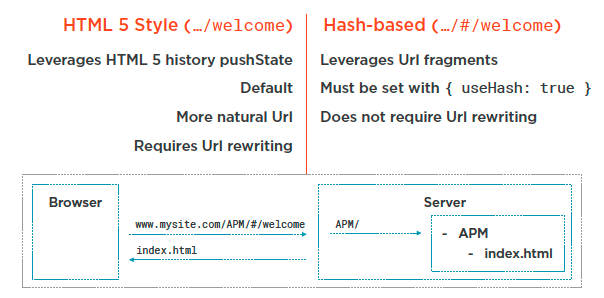 HTML 5 Style (…/welcome)
Leverages HTML 5 history pushState
Default
More natural Url
Requires Url rewriting
Hash-based (…/#/welcome)
Leverages Url fragments
Must be set with { useHash: true }
Does not require Url rewriting
Browser
www.mysite.com/APM/#/welcome
index.html
Server
APM/
- APM
- index.html